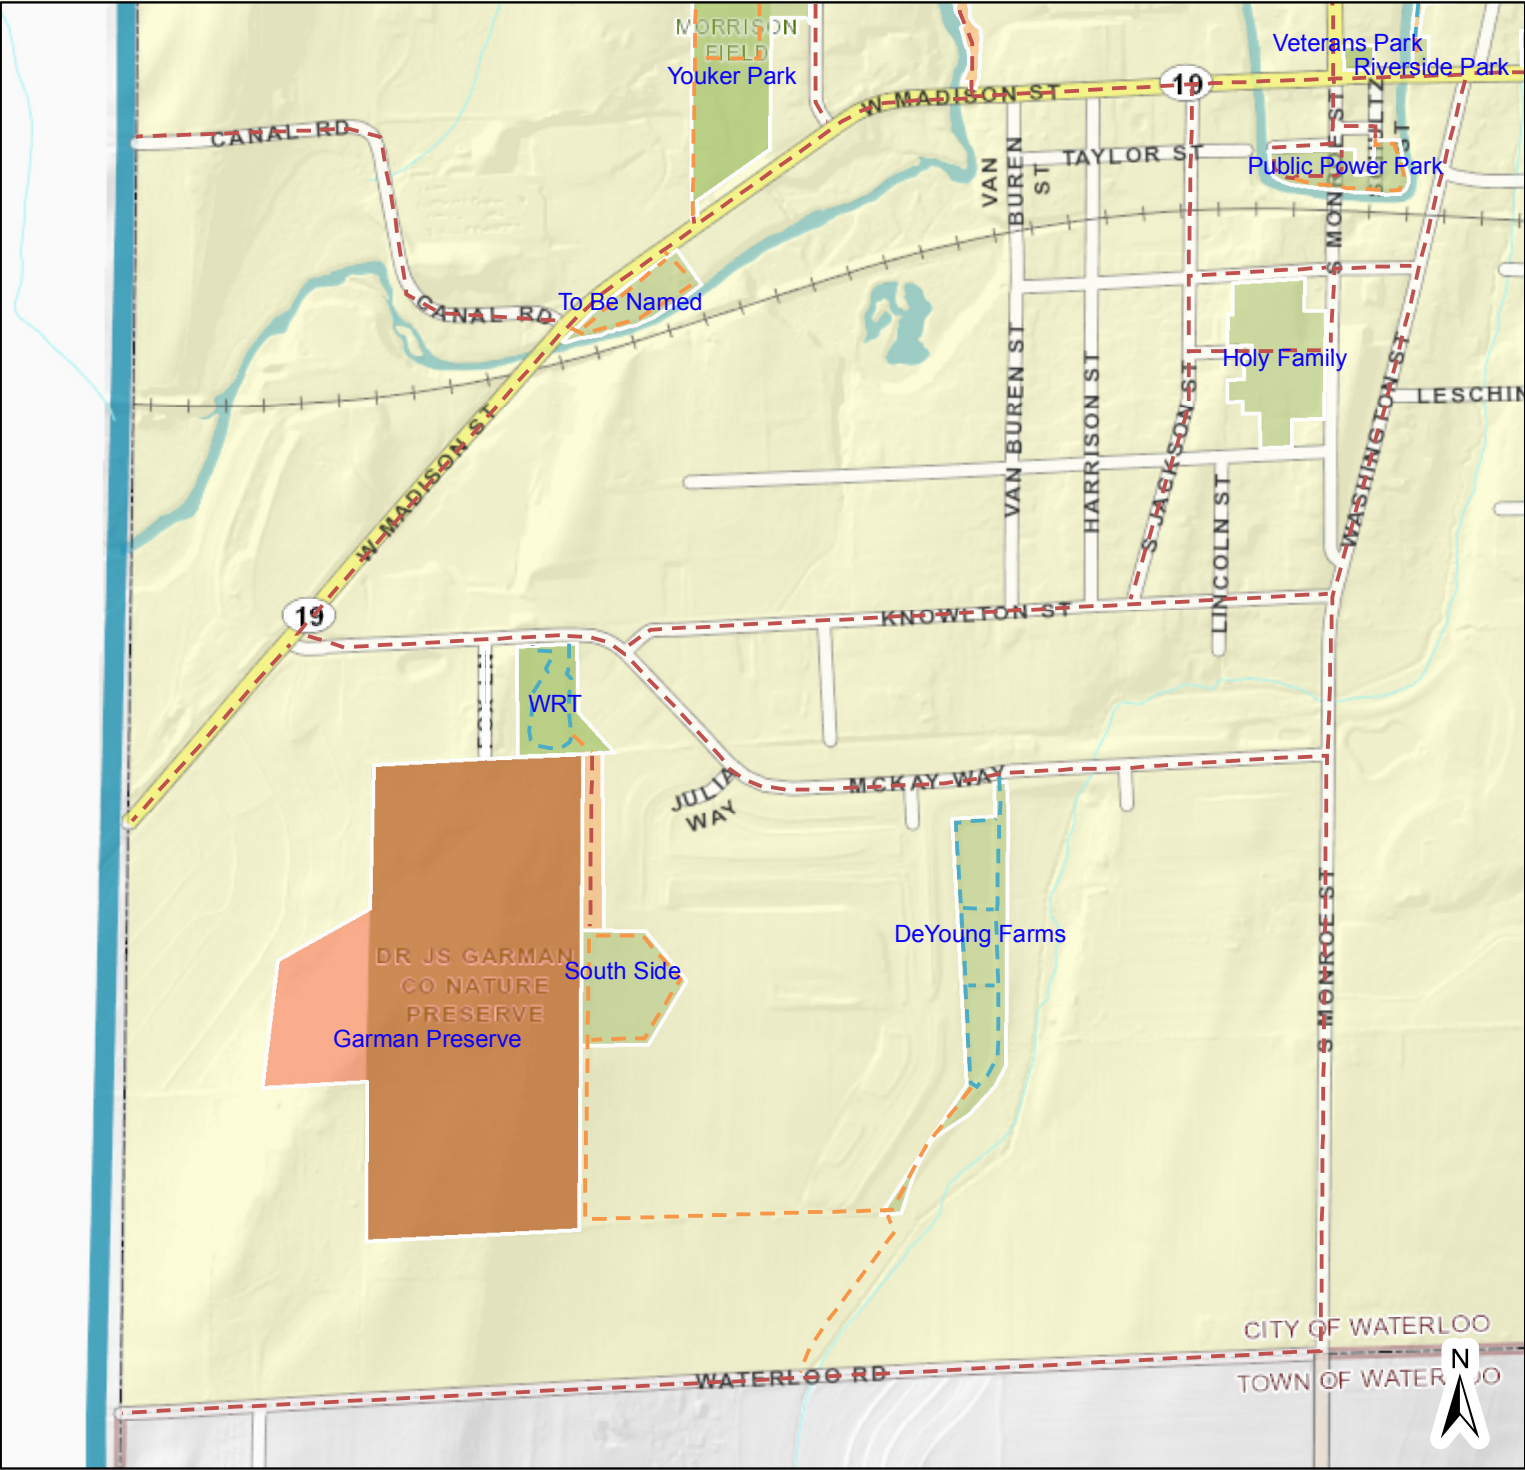 MORRISON
FIELD
Youker Park
Veterans Park
Riverside Park
19
W MADISON ST
CANAL RD
TAYLOR ST
VAN
BUREN
ST
Public Power Park
S MONROE ST
ST
To Be Named
CANAL RD
Holy Family
VAN BUREN ST
HARRISON ST
S JACKSON ST
LINCOLN ST
WASHINGTON ST
LESCHIN
W MADISON ST
19
KNOWLTON ST
WRT
JULIA
WAY
MCKAY WAY
DeYoung Farms
DR JS GARMAN
CO NATURE
PRESERVE
South Side
Garman Preserve
S MONROE ST
CITY OF WATERLOO
TOWN OF WATERLOO
WATERLOO RD
N